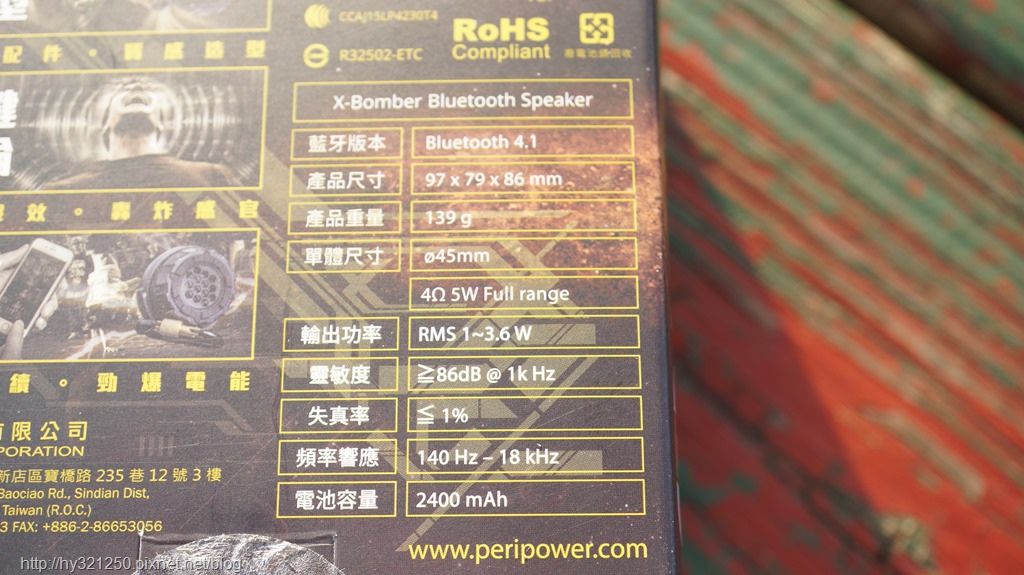 CCAJ15LP4230T4
R32502-ETC
RoHS
Compliant
廢電池請回收
配件。質感造型
X-Bomber Bluetooth Speaker
藍牙版本 Bluetooth 4.1
產品尺寸 97 x 79 x 86 mm
產品重量 139 g
單體尺寸 ø45mm
4Ω 5W Full range
輸出功率 RMS 1~3.6 W
靈敏度 ≧86dB @ 1k Hz
失真率 ≦ 1%
頻率響應 140 Hz – 18 kHz
電池容量 2400 mAh
www.peripower.com
效。轟炸感官
續。勁爆電能
有限公司
PORATION
新店區寶橋路 235 巷 12 號 3 樓
Baociao Rd., Sindian Dist,
Taiwan (R.O.C.)
3 FAX: +886-2-86653056
http://hy321250.pixnet.net/blog